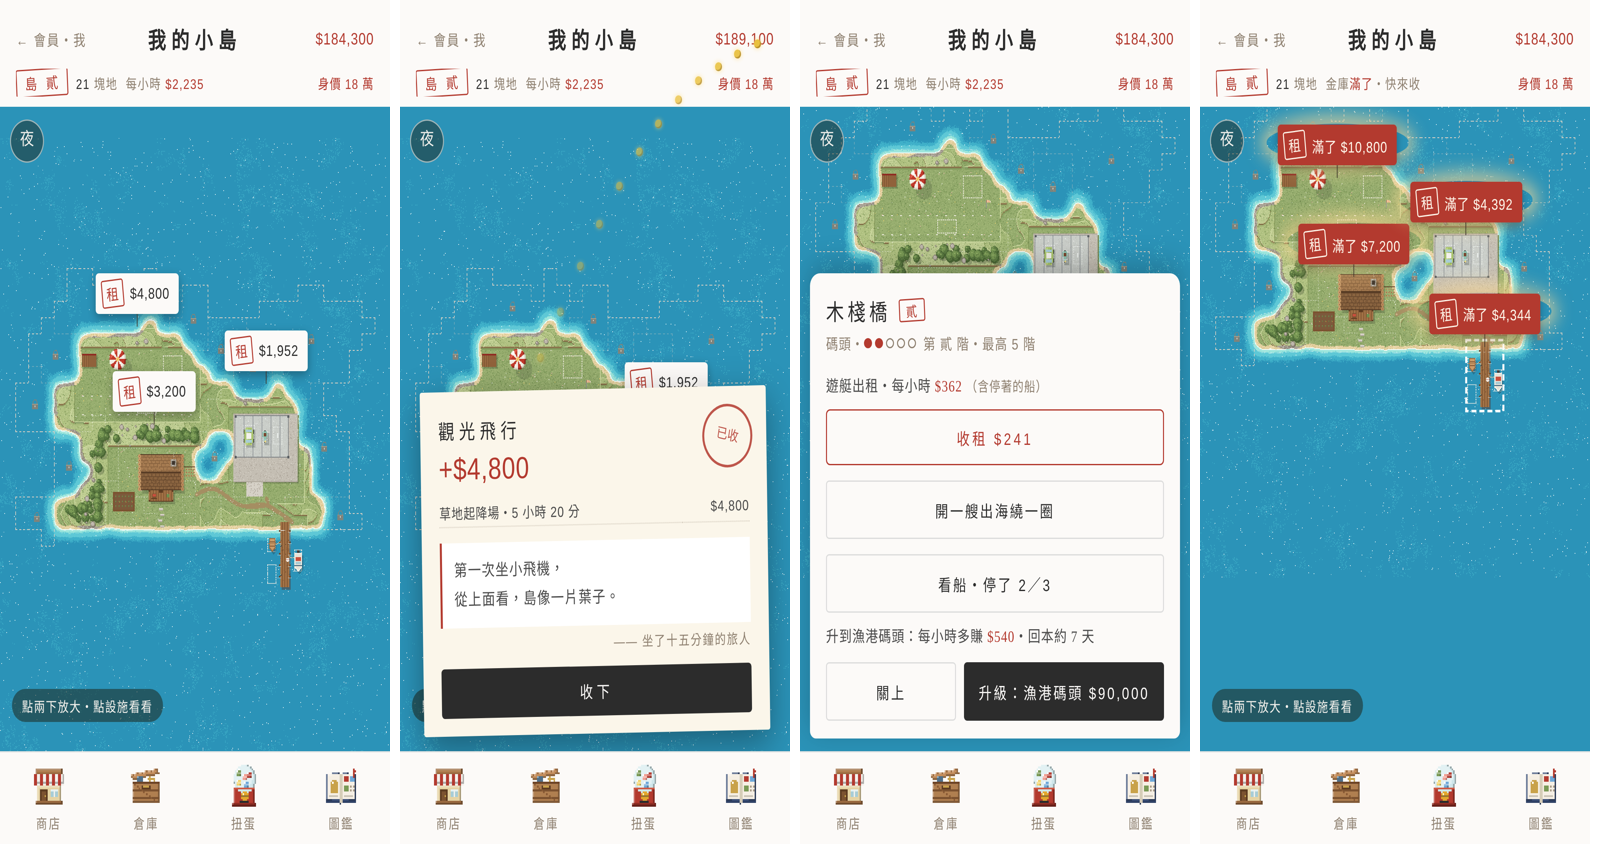 ← 會員・我
我的小島
$184,300
島 貳
21 塊地 每小時 $2,235
身價 18 萬
夜
租 $4,800
租 $1,952
租 $3,200
點兩下放大・點設施看看
商店
倉庫
扭蛋
圖鑑
← 會員・我
我的小島
$189,100
島 貳
21 塊地 每小時 $2,235
身價 18 萬
夜
租 $1,952
觀光飛行
已收
+$4,800
草地起降場・5 小時 20 分
$4,800
第一次坐小飛機，
從上面看，島像一片葉子。
—— 坐了十五分鐘的旅人
收下
商店
倉庫
扭蛋
圖鑑
← 會員・我
我的小島
$184,300
島 貳
21 塊地 每小時 $2,235
身價 18 萬
夜
木棧橋 貳
碼頭・●●○○○ 第 貳 階・最高 5 階
遊艇出租・每小時 $362 （含停著的船）
收租 $241
開一艘出海繞一圈
看船・停了 2／3
升到漁港碼頭：每小時多賺 $540・回本約 7 天
關上
升級：漁港碼頭 $90,000
商店
倉庫
扭蛋
圖鑑
← 會員・我
我的小島
$184,300
島 貳
21 塊地 金庫滿了・快來收
身價 18 萬
夜
租 滿了 $10,800
租 滿了 $4,392
租 滿了 $7,200
租 滿了 $4,344
點兩下放大・點設施看看
商店
倉庫
扭蛋
圖鑑